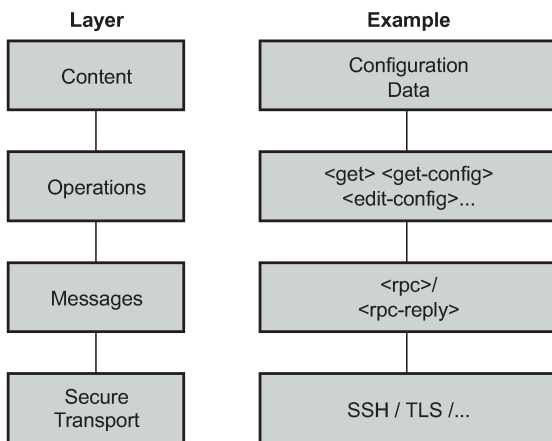 Layer
Example
Content
Configuration
Data
Operations
<get> <get-config>
<edit-config>...
Messages
<rpc>/
<rpc-reply>
Secure
Transport
SSH / TLS /...